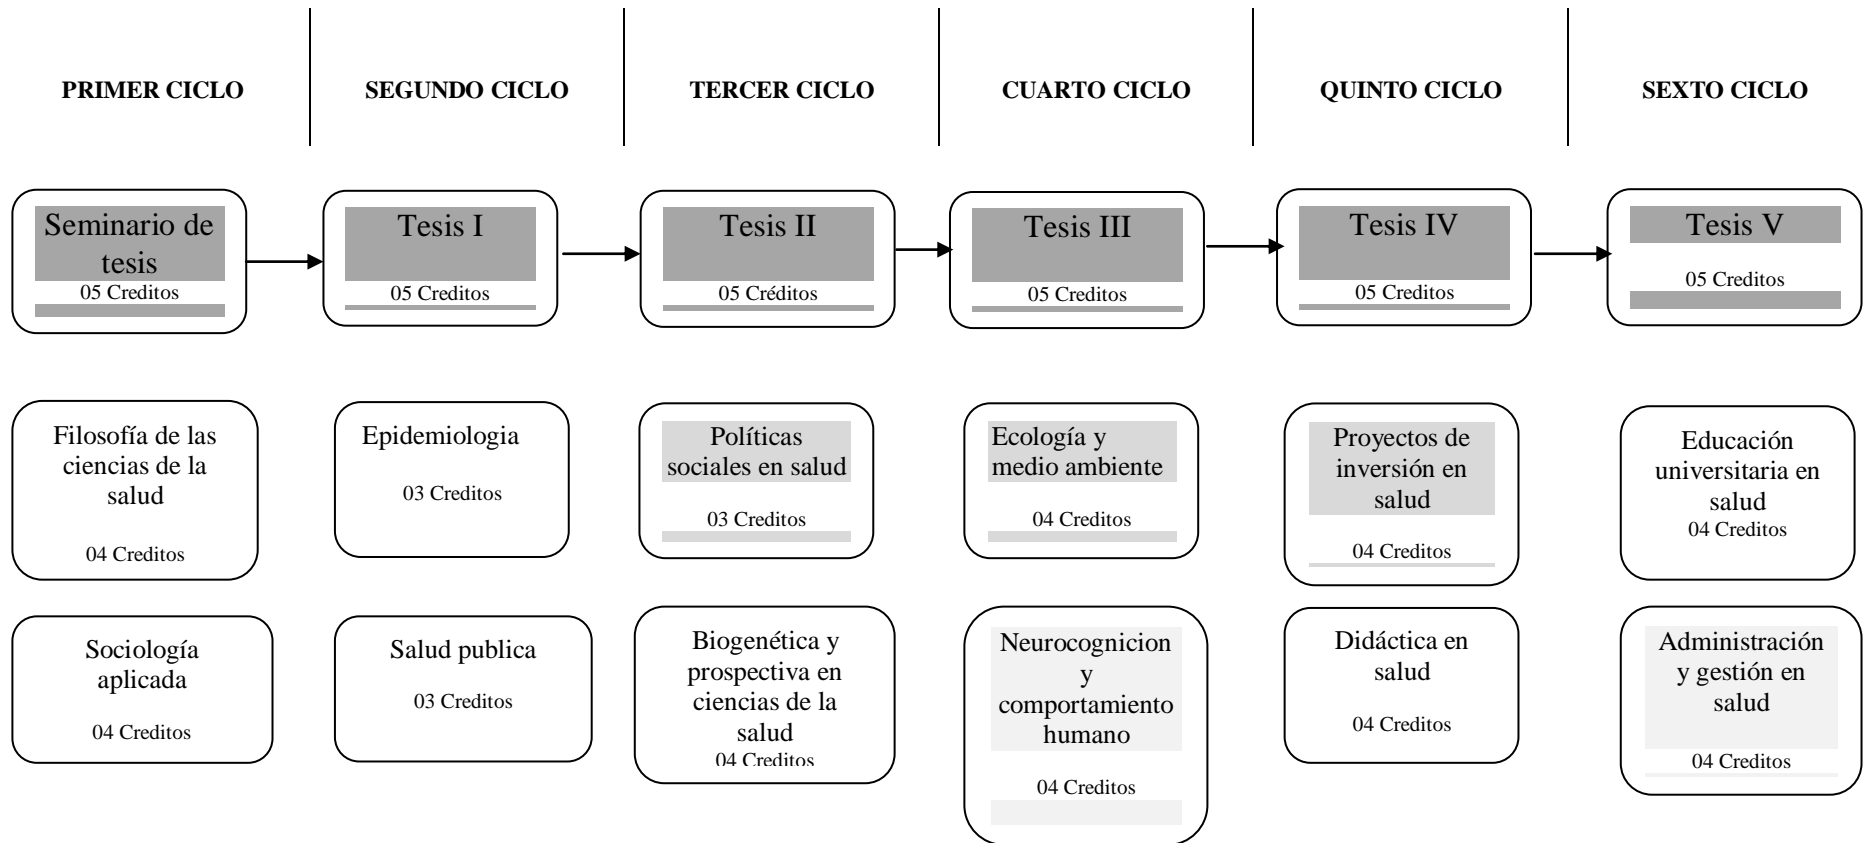 PRIMER CICLO
SEGUNDO CICLO
TERCER CICLO
CUARTO CICLO
QUINTO CICLO
SEXTO CICLO
Seminario de
tesis
05 Creditos
Tesis I
05 Creditos
Tesis II
05 Créditos
Tesis III
05 Creditos
Tesis IV
05 Creditos
Tesis V
05 Creditos
Filosofía de las
ciencias de la
salud
04 Creditos
Epidemiologia
03 Creditos
Políticas
sociales en salud
03 Creditos
Ecología y
medio ambiente
04 Creditos
Proyectos de
inversión en
salud
04 Creditos
Educación
universitaria en
salud
04 Creditos
Sociología
aplicada
04 Creditos
Salud publica
03 Creditos
Biogenética y
prospectiva en
ciencias de la
salud
04 Creditos
Neurocognicion
y
comportamiento
humano
04 Creditos
Didáctica en
salud
04 Creditos
Administración
y gestión en
salud
04 Creditos